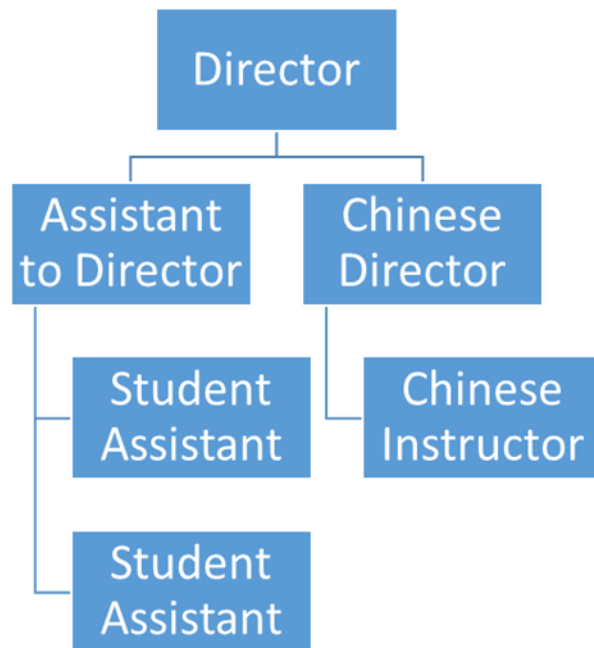 Director
Assistant
to Director
Chinese
Director
Student
Assistant
Chinese
Instructor
Student
Assistant